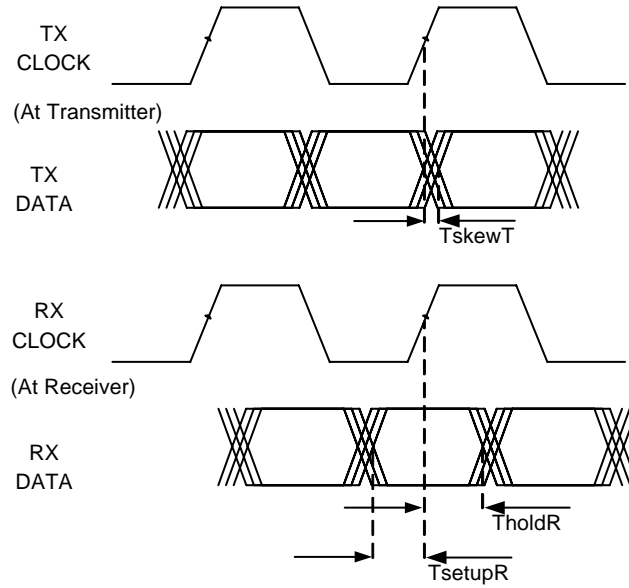 TX
CLOCK
(At Transmitter)
TX
DATA
TskewT
RX
CLOCK
(At Receiver)
RX
DATA
TholdR
TsetupR